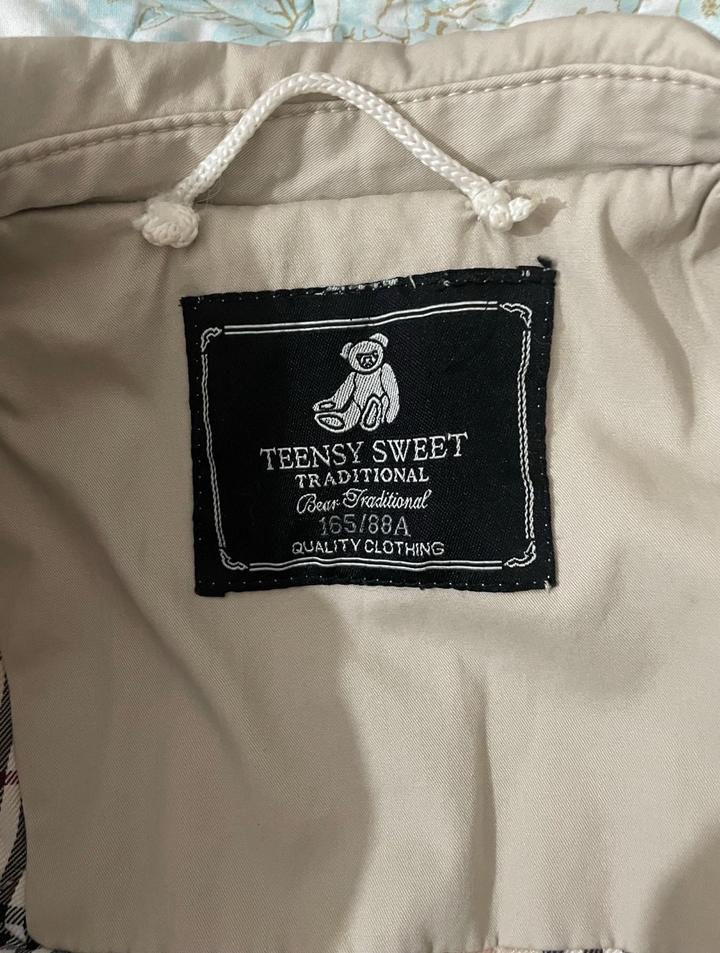 TEENSY SWEET
TRADITIONAL
Bear Traditional
165/88A
QUALITY CLOTHING